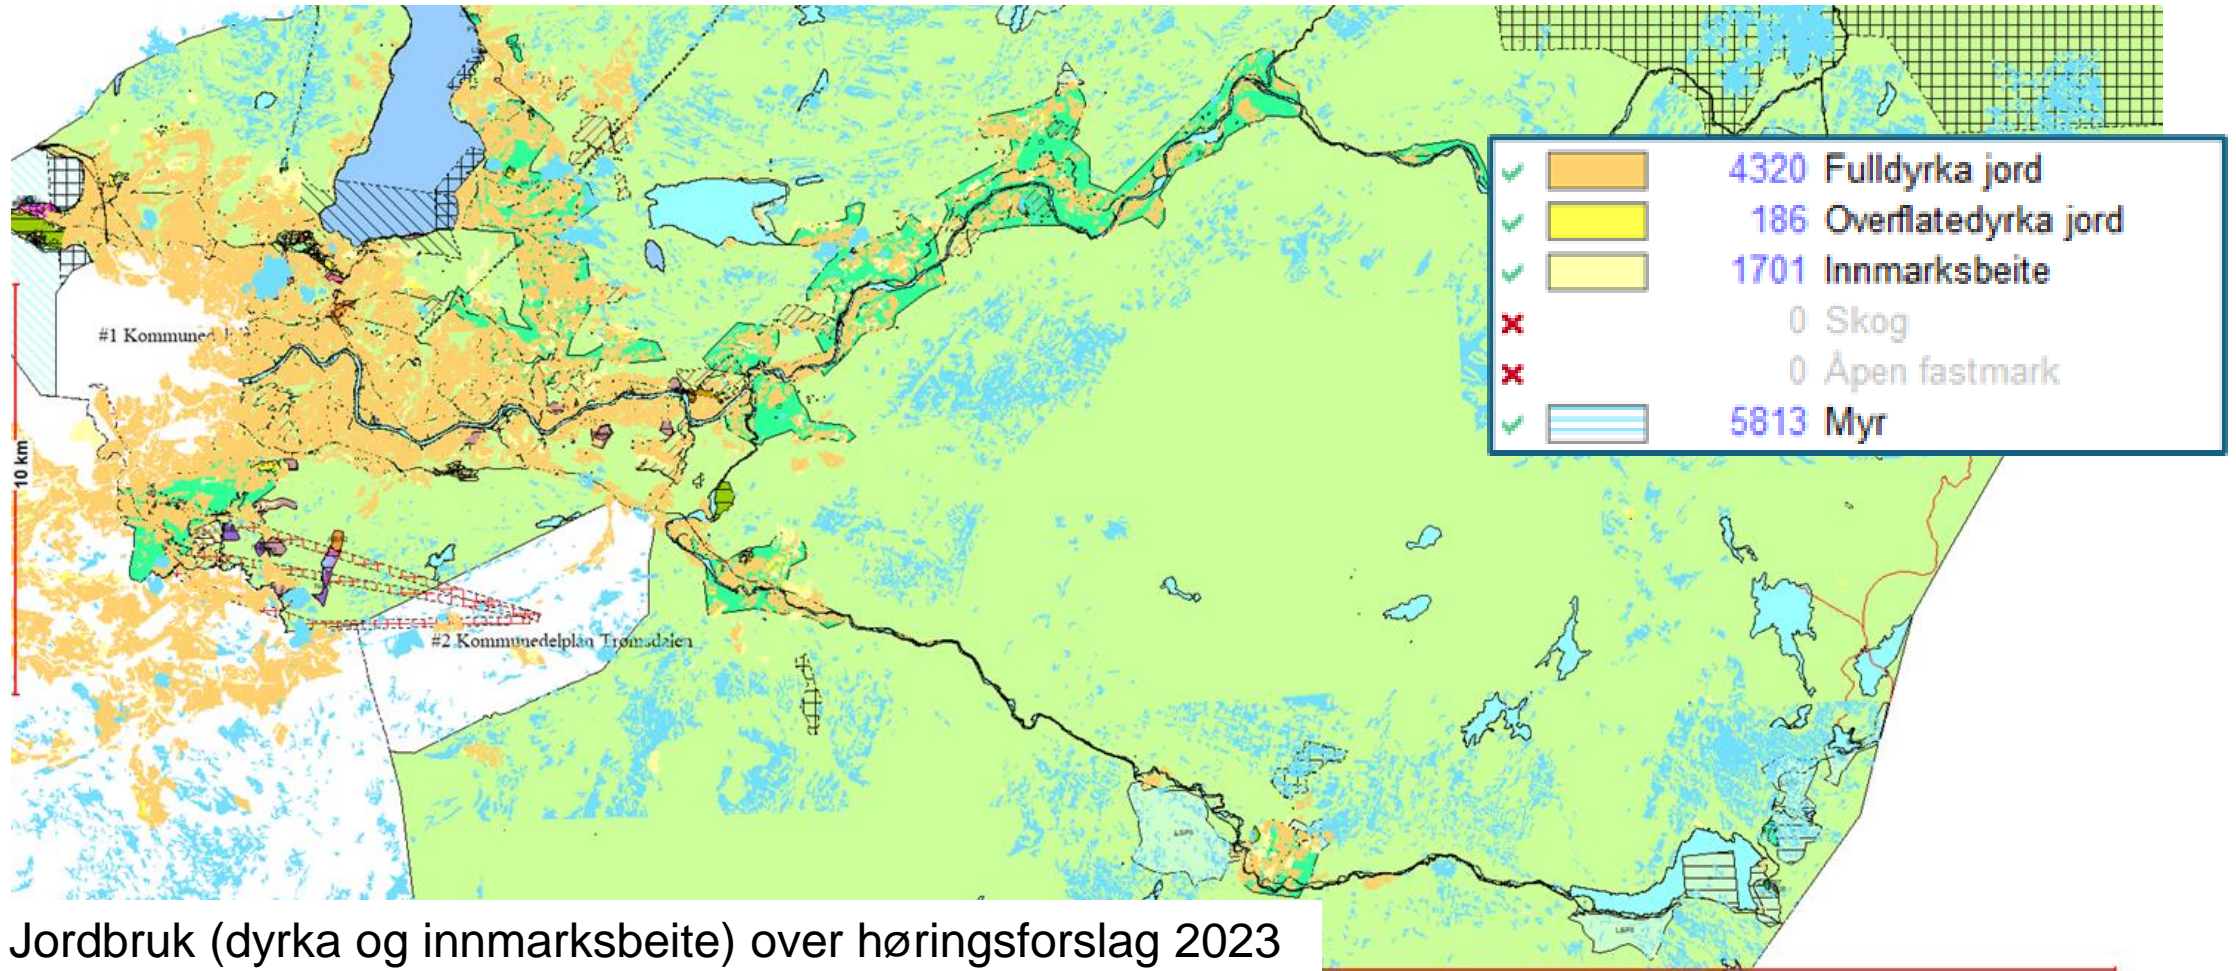 4320 Fulldyrka jord
186 Overflatedyrka jord
1701 Innmarksbeite
0 Skog
0 Åpen fastmark
5813 Myr
#1
10 km
#2 Kommunedelplan Tromsdalen
Jordbruk (dyrka og innmarksbeite) over høringsforslag 2023